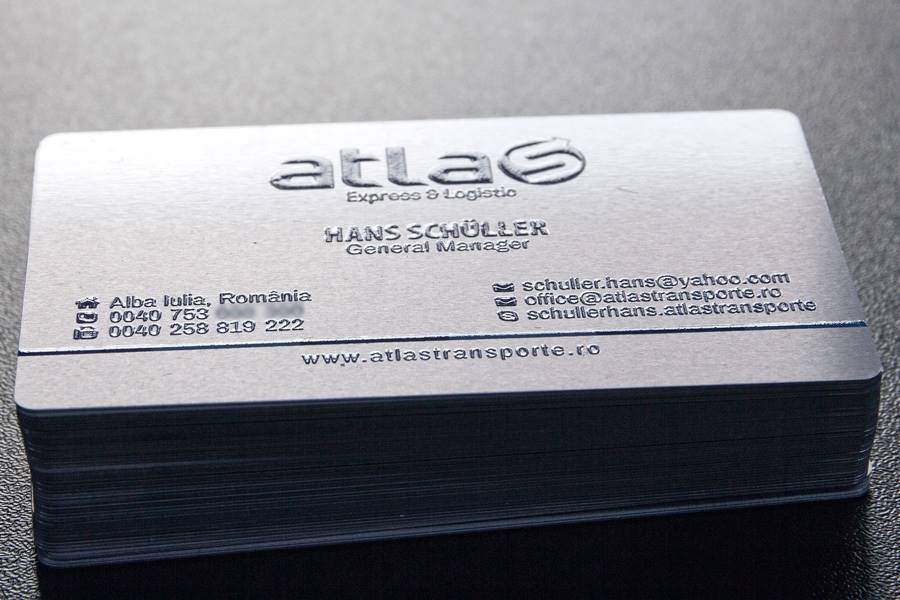 atlas
Express & Logistic
HANS SCHÜLLER
General Manager
Alba Iulia, România
0040 753
0040 258 819 222
schuller.hans@yahoo.com
office@atlastransporte.ro
schullerhans.atlastransporte
www.atlastransporte.ro